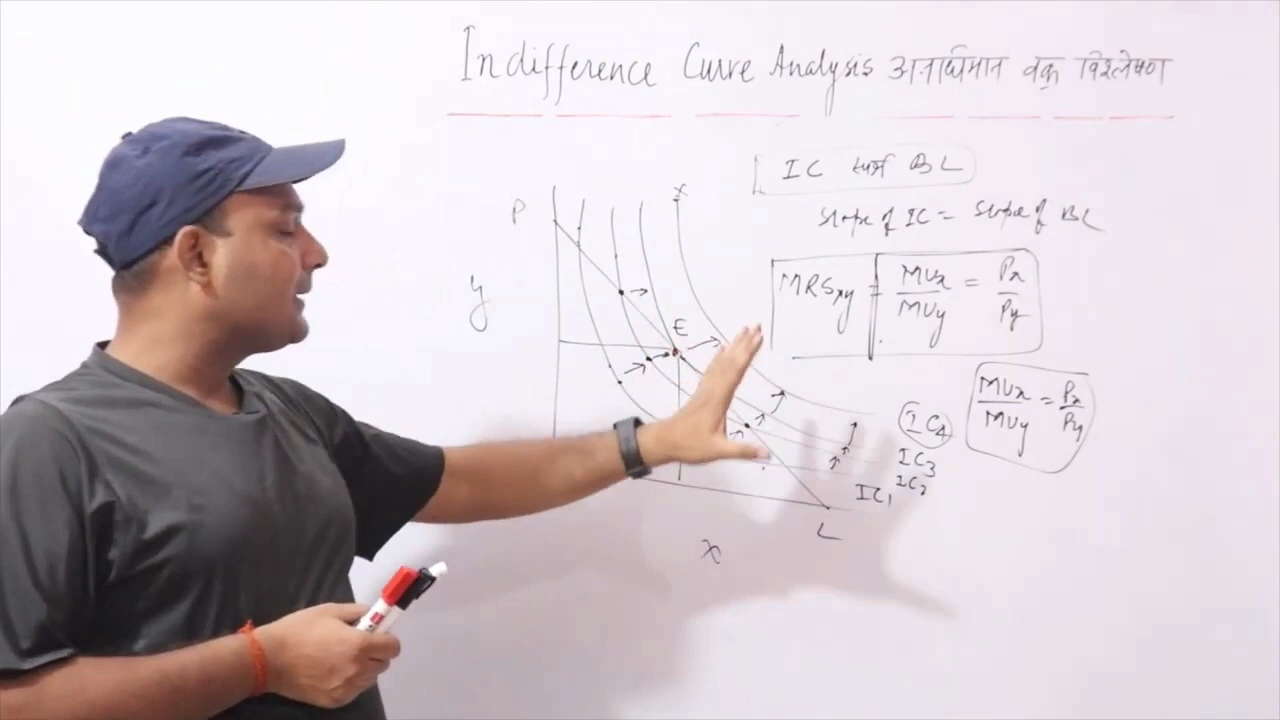 Indifference Curve Analysis अनाधिमान वक्र विश्लेषण
IC स्पर्श BL
Slope of IC = Slope of BL
P
MRSxy = MUx/MUy = Px/Py
y
E
MUx/MUy = Px/Py
IC4
IC3
IC2
IC1
L
x